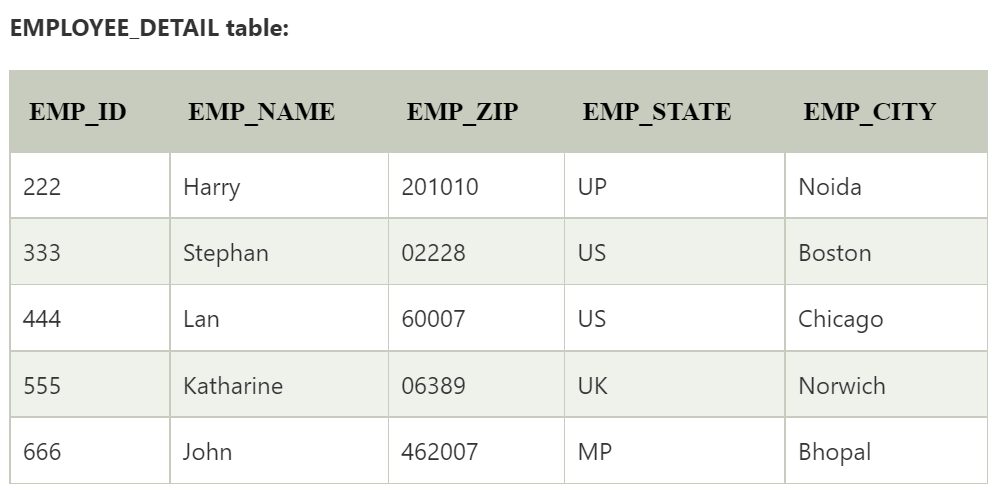 EMPLOYEE_DETAIL table:
EMP_ID EMP_NAME EMP_ZIP EMP_STATE EMP_CITY
222 Harry 201010 UP Noida
333 Stephan 02228 US Boston
444 Lan 60007 US Chicago
555 Katharine 06389 UK Norwich
666 John 462007 MP Bhopal